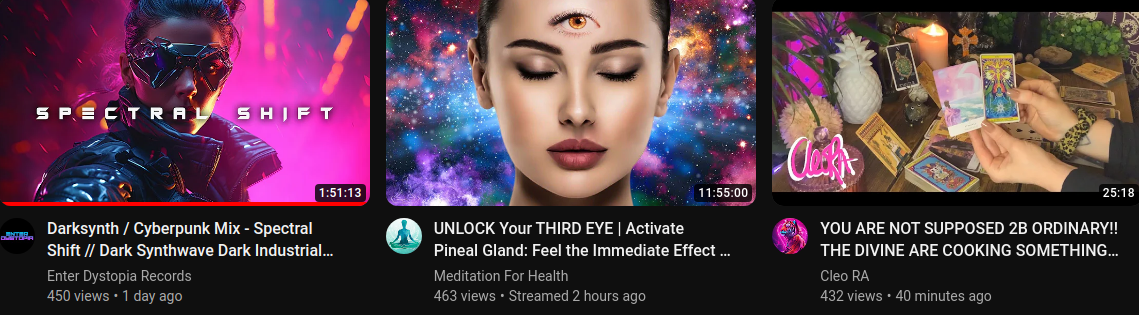 SPECTRAL SHIFT
1:51:13
11:55:00
CleoRA
25:18
ENTER
DYSTOPIA
Darksynth / Cyberpunk Mix - Spectral
Shift // Dark Synthwave Dark Industrial…
Enter Dystopia Records
450 views • 1 day ago
UNLOCK Your THIRD EYE | Activate
Pineal Gland: Feel the Immediate Effect ...
Meditation For Health
463 views • Streamed 2 hours ago
YOU ARE NOT SUPPOSED 2B ORDINARY!!
THE DIVINE ARE COOKING SOMETHING…
Cleo RA
432 views • 40 minutes ago